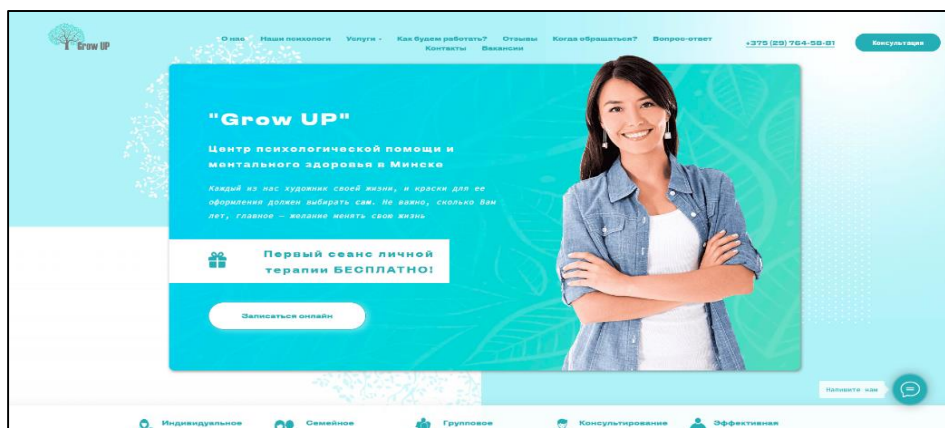 Grow UP
О нас Наши психологи Услуги Как будем работать? Отзывы Когда обращаться? Вопрос-ответ
Контакты Вакансии
+375 (29) 764-58-81
Консультация
"Grow UP"
Центр психологической помощи и
ментального здоровья в Минске
Каждый из нас художник своей жизни, и краски для ее
оформления должен выбирать сам. Не важно, сколько Вам
лет, главное — желание менять свою жизнь
Первый сеанс личной
терапии БЕСПЛАТНО!
Записаться онлайн
Напишите нам
Индивидуальное Семейное Групповое Консультирование Эффективная